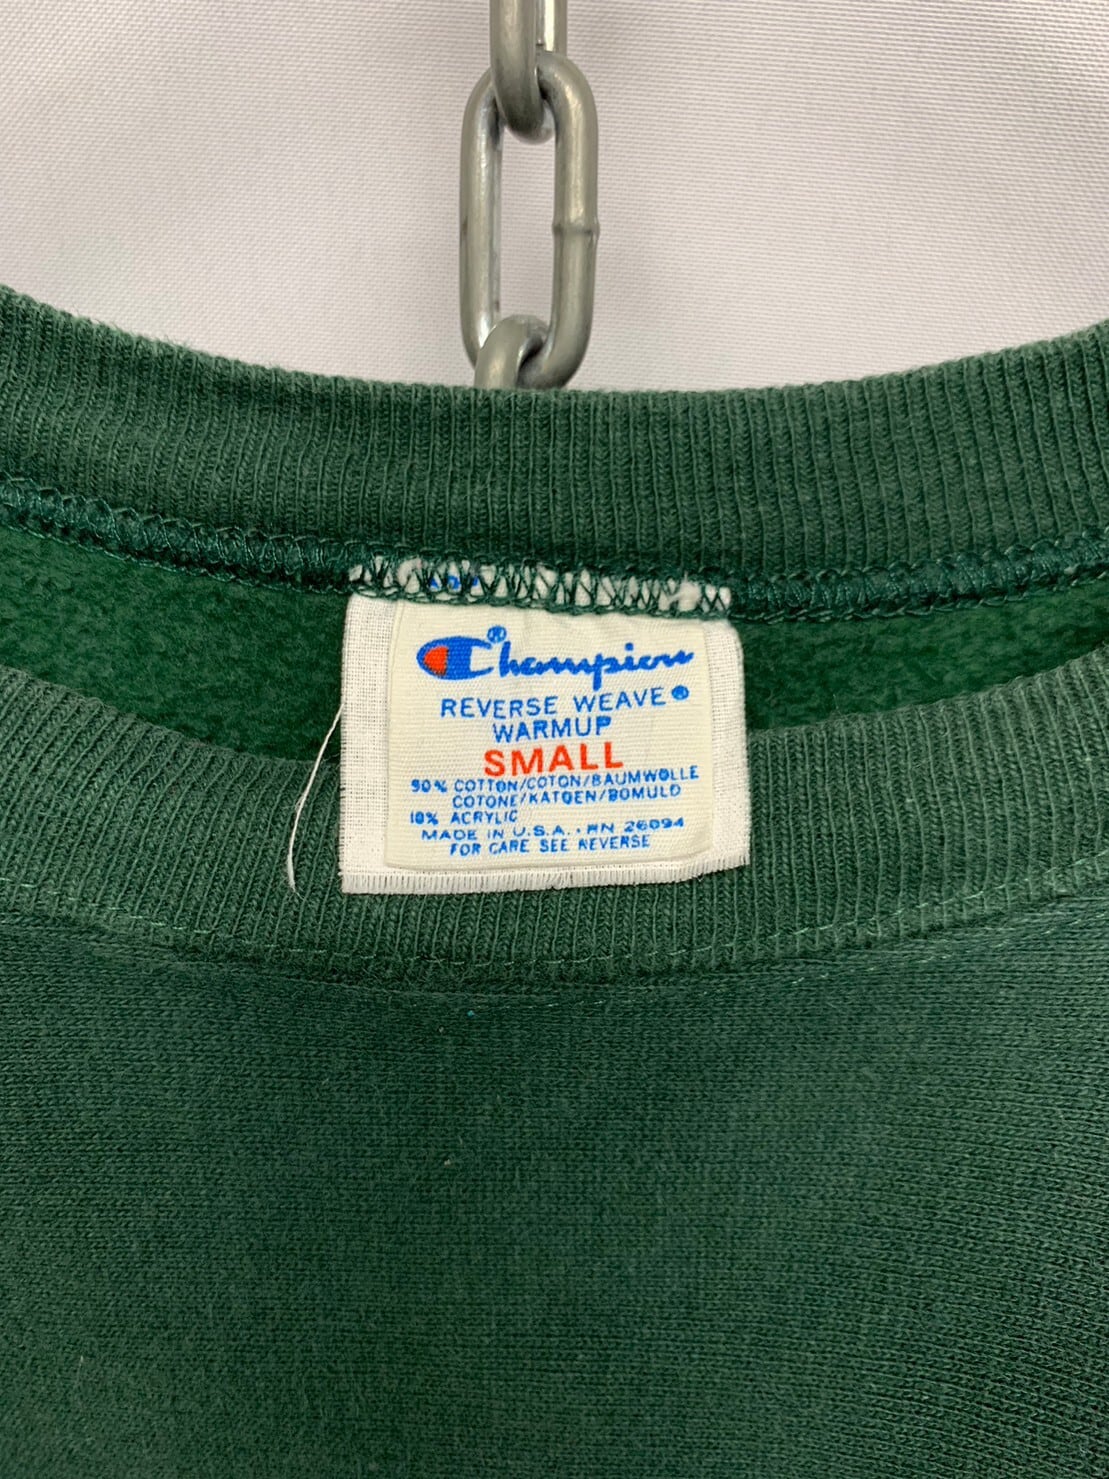 Champion®
REVERSE WEAVE®
WARMUP
SMALL
90% COTTON/COTON/BAUMWOLLE
COTONE/KATOEN/BOMULD
10% ACRYLIC
MADE IN U.S.A. · RN 26094
FOR CARE SEE REVERSE